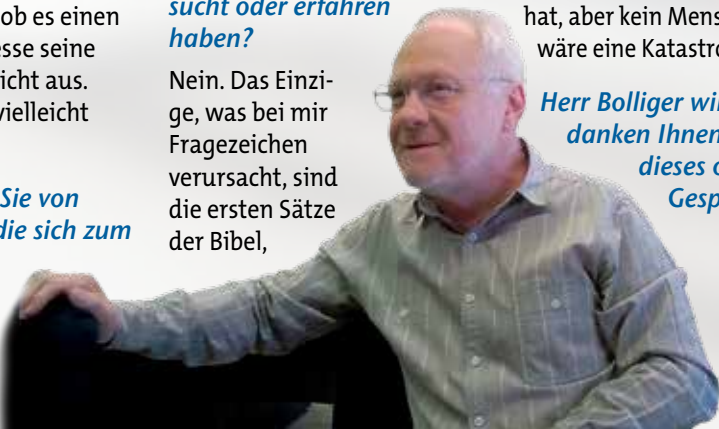 ob es einen
esse seine
icht aus.
vielleicht
Sie von
die sich zum
sucht oder erfahren
haben?
Nein. Das Einzi-
ge, was bei mir
Fragezeichen
verursacht, sind
die ersten Sätze
der Bibel,
hat, aber kein Mens
wäre eine Katastro
Herr Bolliger wi
danken Ihnen
dieses o
Gesp